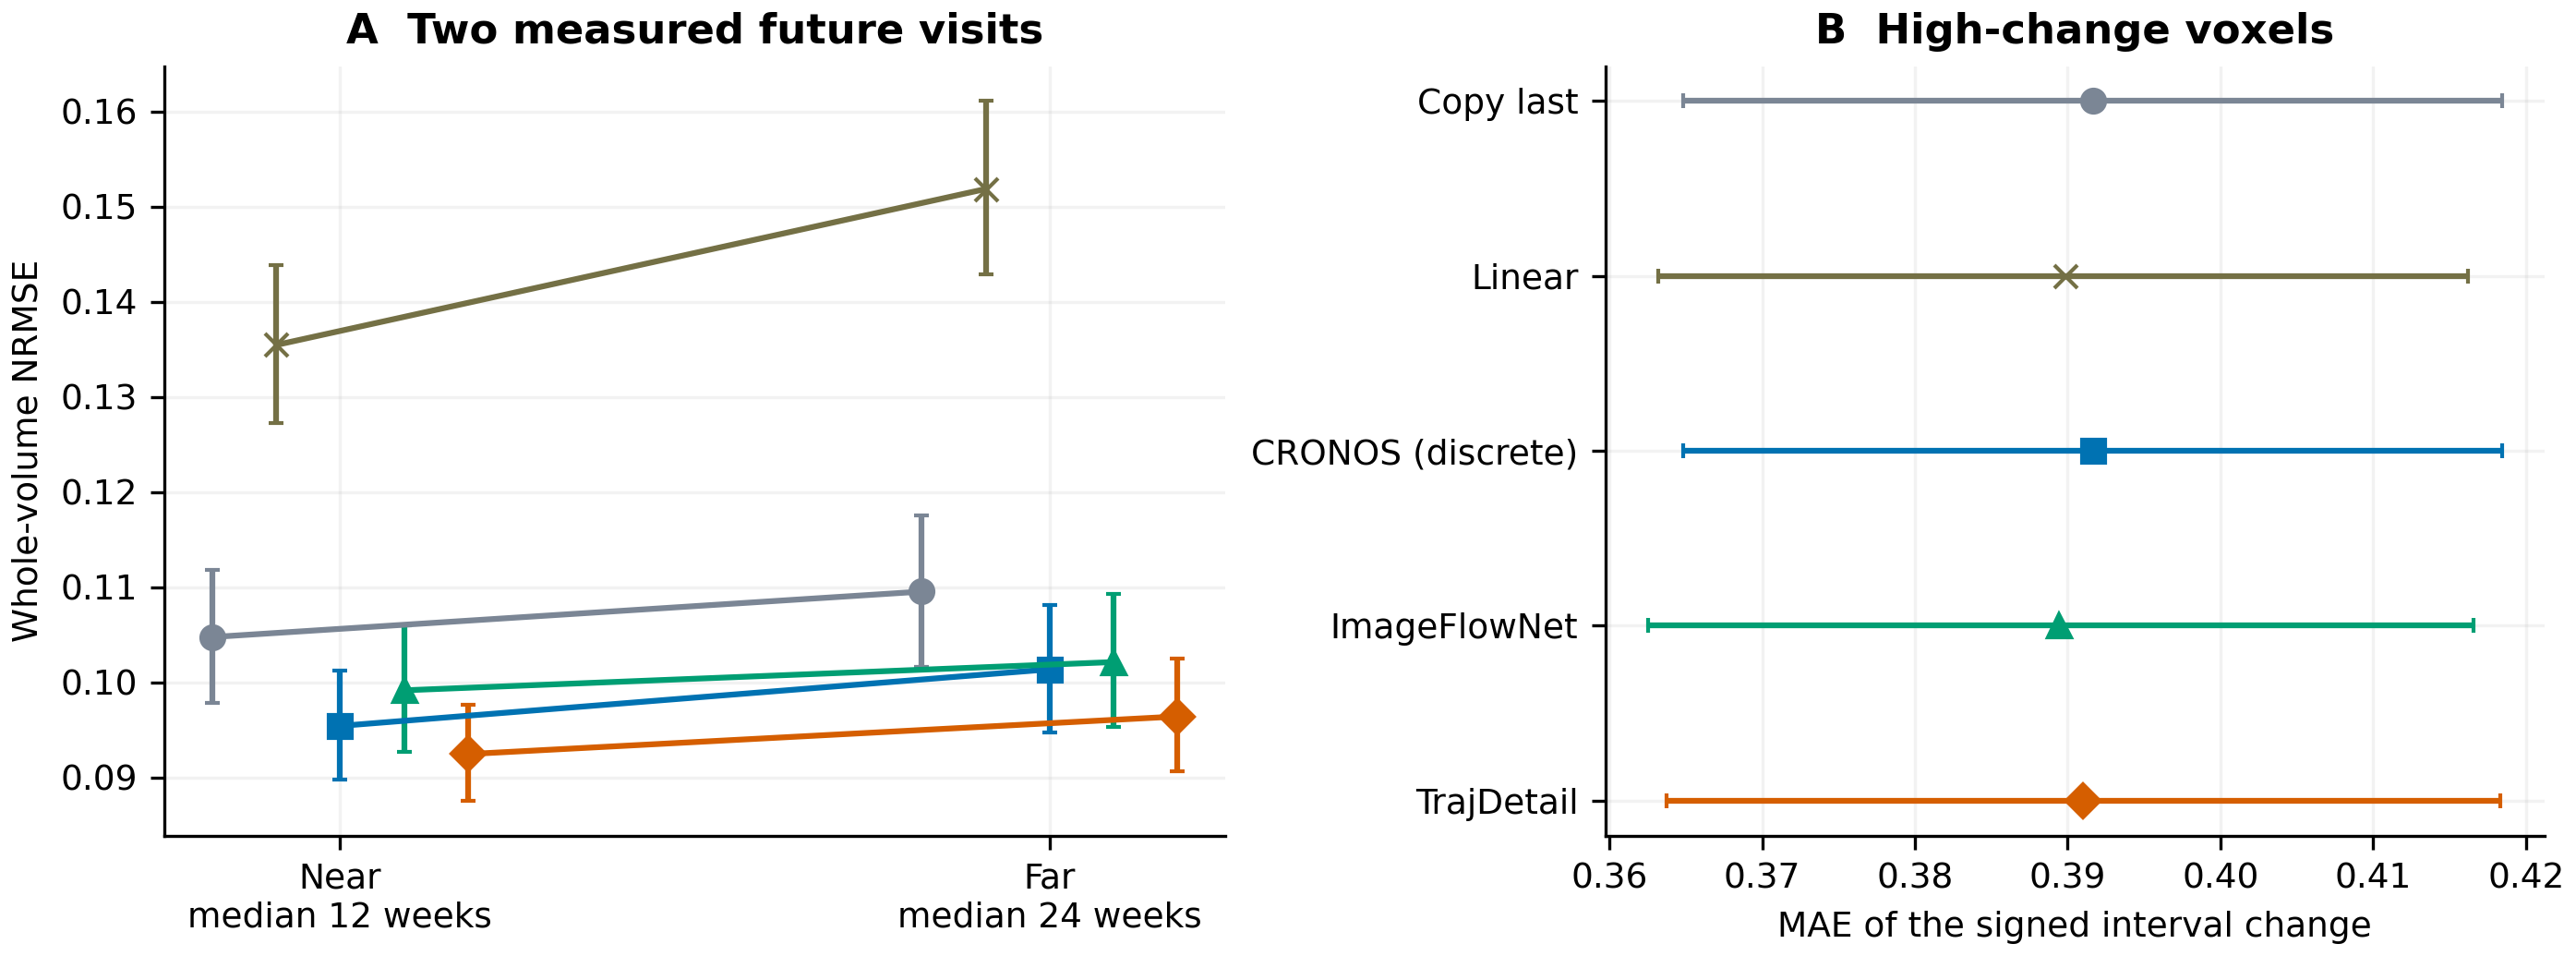 A  Two measured future visits
Whole-volume NRMSE
0.16
0.15
0.14
0.13
0.12
0.11
0.10
0.09
Near
median 12 weeks
Far
median 24 weeks
B  High-change voxels
Copy last
Linear
CRONOS (discrete)
ImageFlowNet
TrajDetail
0.36 0.37 0.38 0.39 0.40 0.41 0.42
MAE of the signed interval change